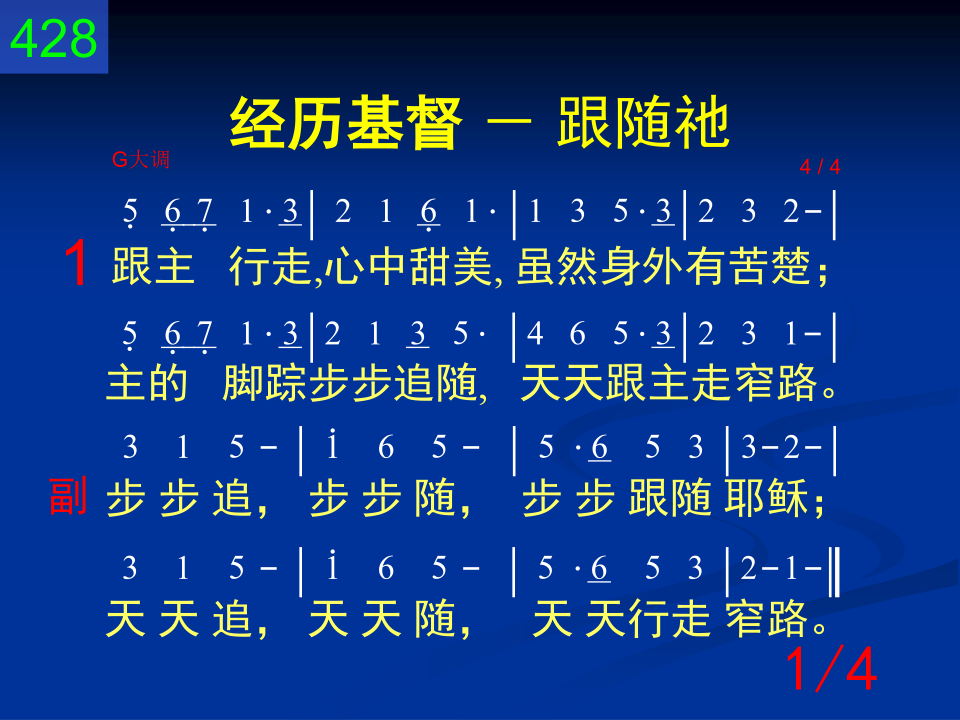 428
经历基督 － 跟随祂
G大调 4 / 4
5̣ 6̣ 7̣ 1 · 3 | 2 1 6̣ 1 · | 1 3 5 · 3 | 2 3 2 − |
1 跟主 行走,心中甜美, 虽然身外有苦楚；
5̣ 6̣ 7̣ 1 · 3 | 2 1 3 5 · | 4 6 5 · 3 | 2 3 1 − |
主的 脚踪步步追随, 天天跟主走窄路。
3 1 5 − | i 6 5 − | 5 · 6 5 3 | 3 − 2 − |
副 步 步 追， 步 步 随， 步 步 跟随 耶稣；
3 1 5 − | i 6 5 − | 5 · 6 5 3 | 2 − 1 − ‖
天 天 追， 天 天 随， 天 天行走 窄路。
1/4